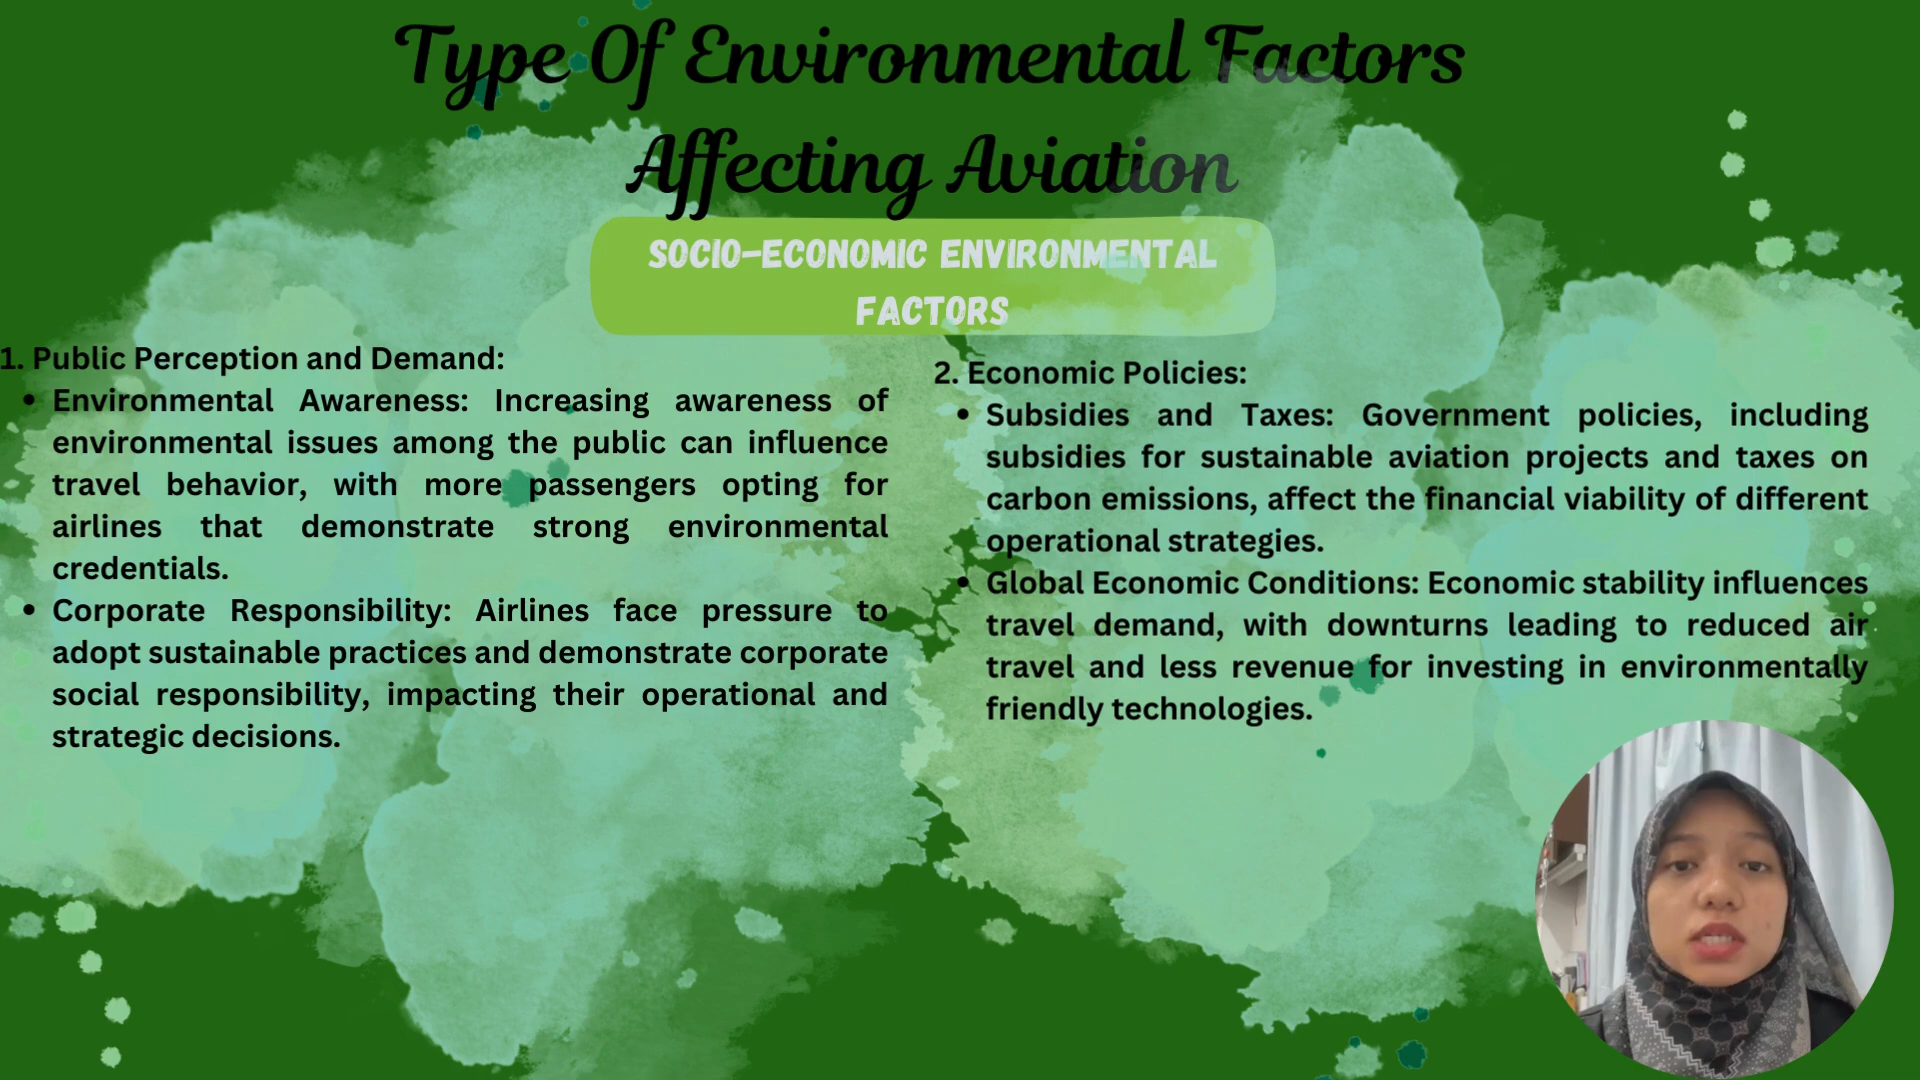 Type Of Environmental Factors
Affecting Aviation
SOCIO-ECONOMIC ENVIRONMENTAL
FACTORS
1. Public Perception and Demand:
• Environmental Awareness: Increasing awareness of
environmental issues among the public can influence
travel behavior, with more passengers opting for
airlines that demonstrate strong environmental
credentials.
• Corporate Responsibility: Airlines face pressure to
adopt sustainable practices and demonstrate corporate
social responsibility, impacting their operational and
strategic decisions.
2. Economic Policies:
• Subsidies and Taxes: Government policies, including
subsidies for sustainable aviation projects and taxes on
carbon emissions, affect the financial viability of different
operational strategies.
• Global Economic Conditions: Economic stability influences
travel demand, with downturns leading to reduced air
travel and less revenue for investing in environmentally
friendly technologies.